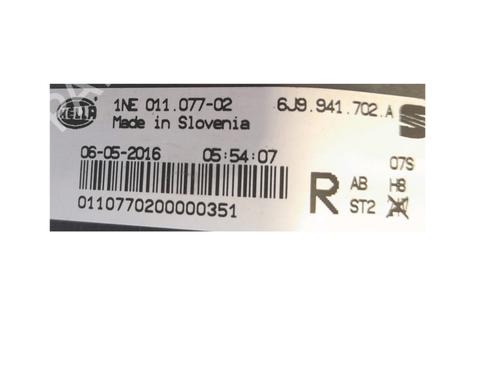 HELLA 1NE 011.077-02 6J9.941.702.A
Made in Slovenia
06-05-2016 05:54:07 07S
R AB H8
0110770200000351 ST2